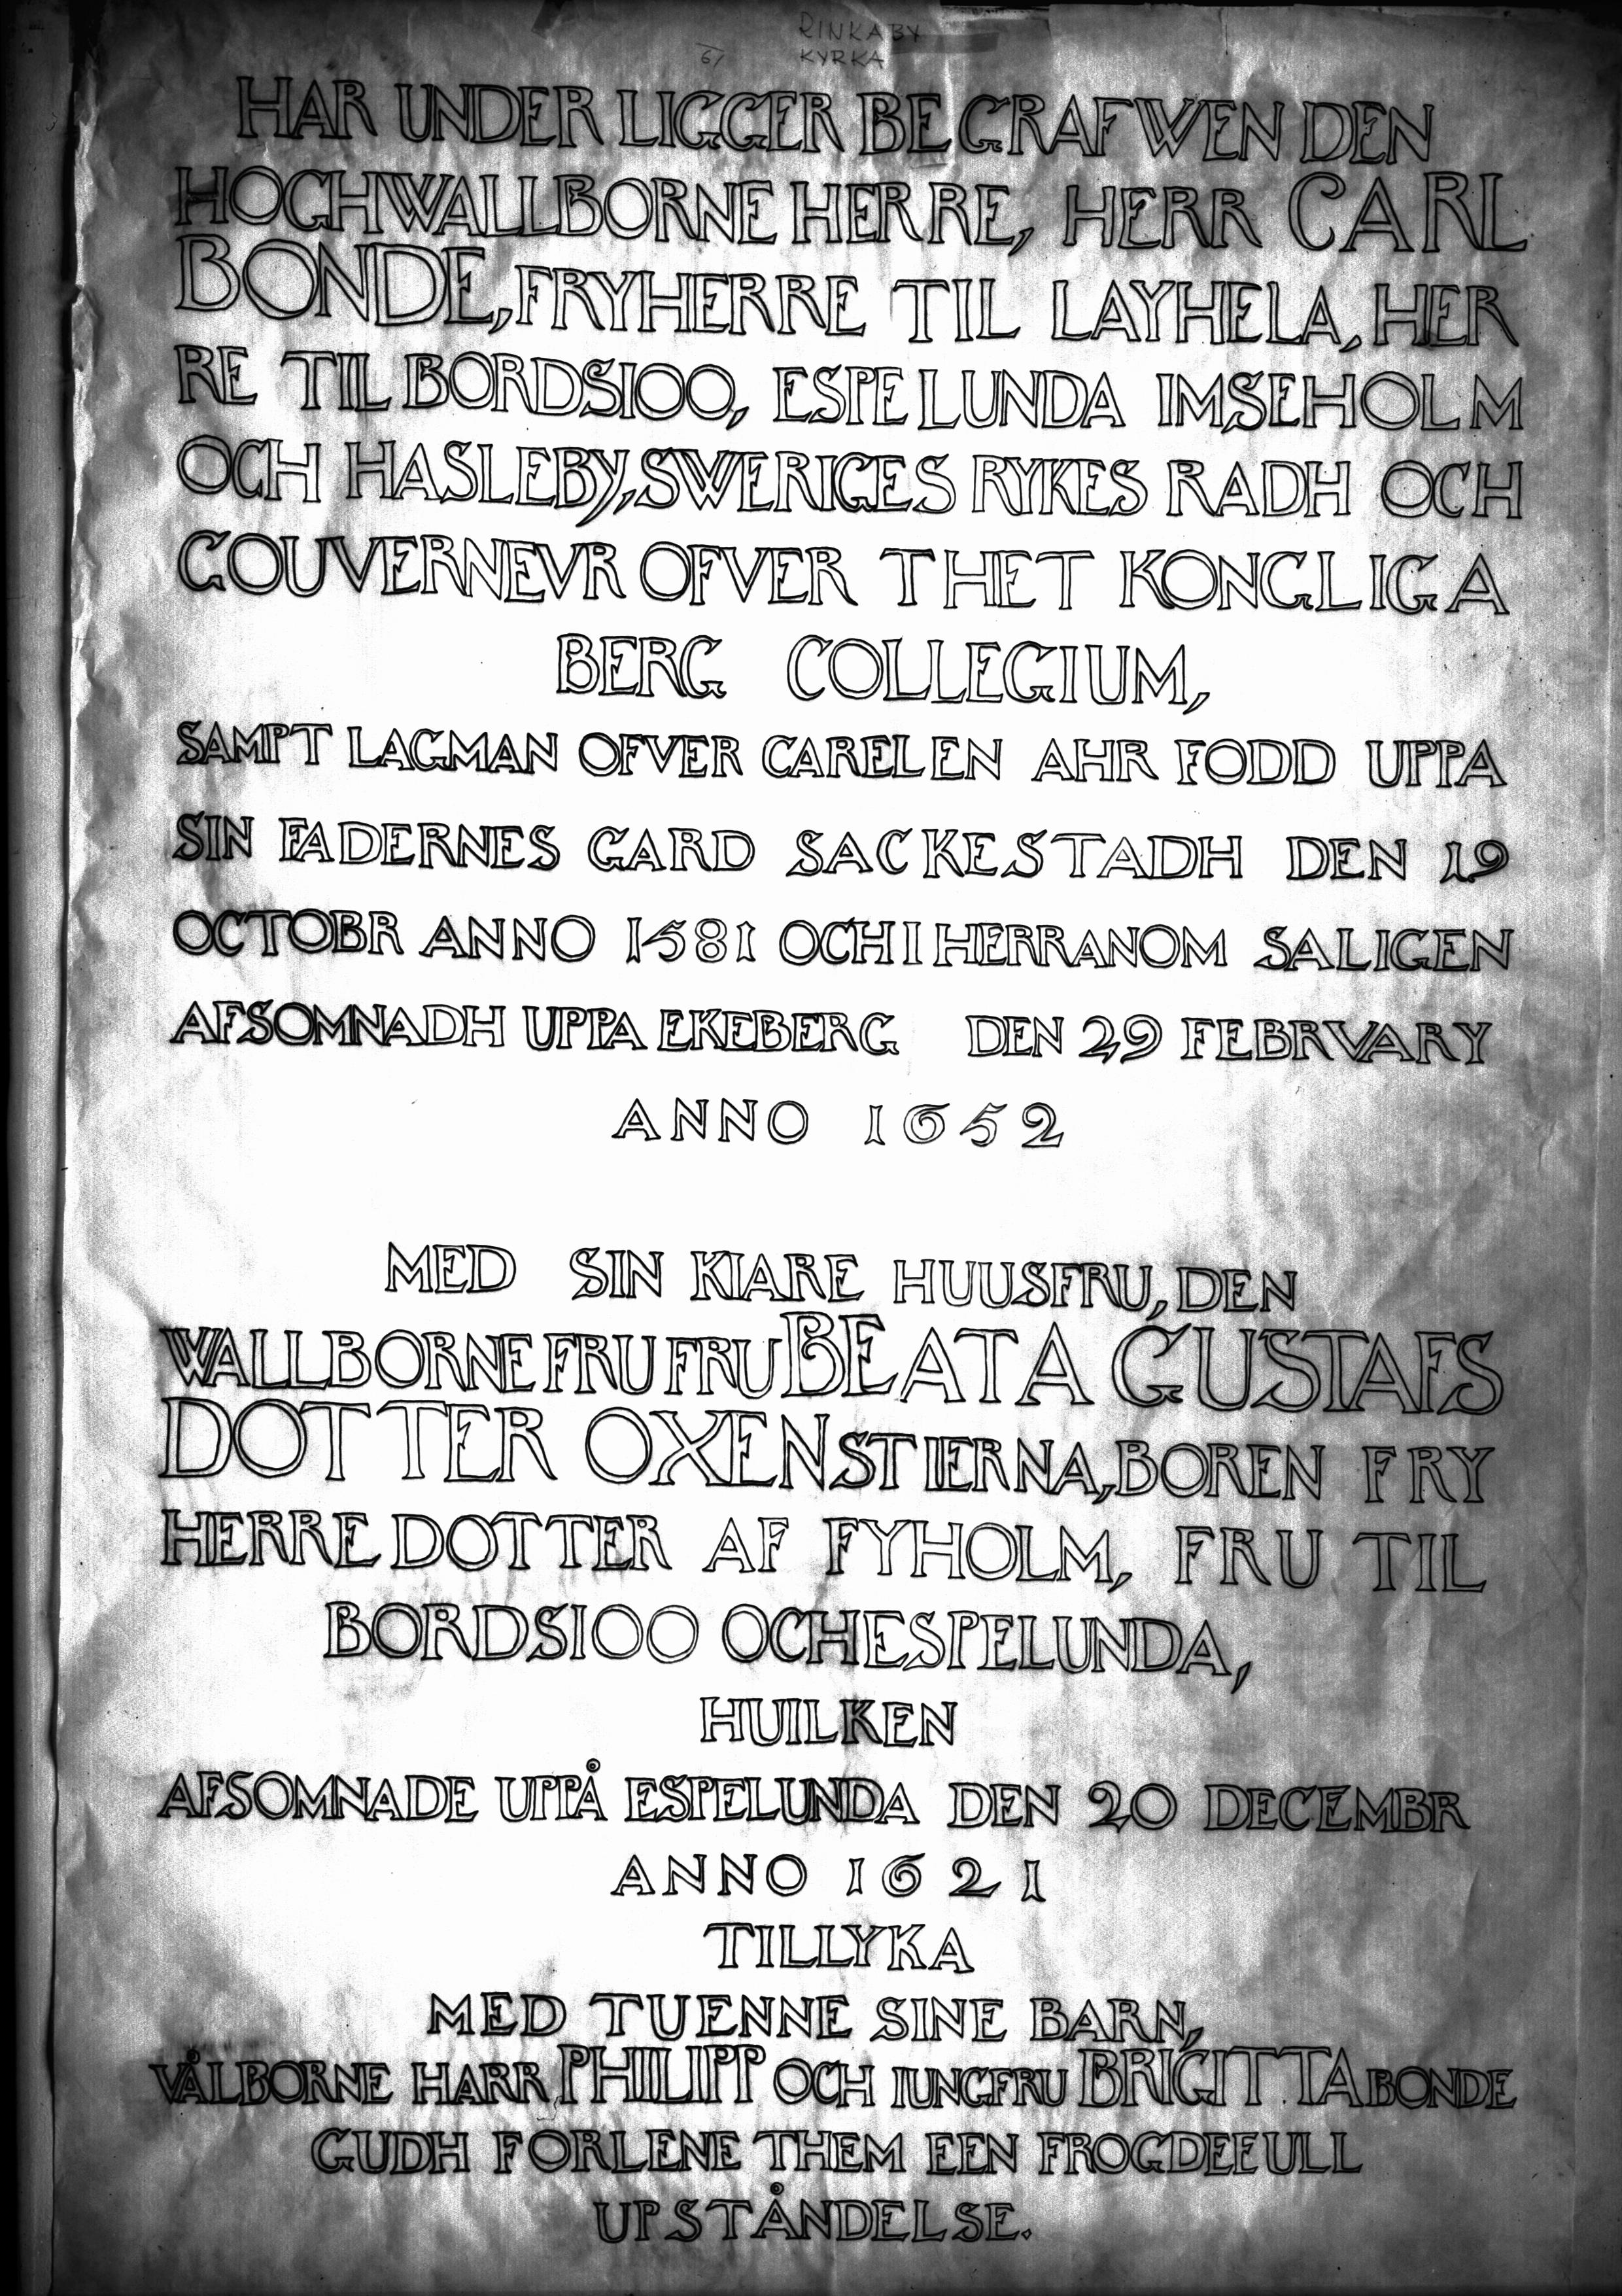 RINKABY
61 KYRKA
HAR UNDER LIGGER BEGRAFWEN DEN
HOGHWALLBORNE HERRE, HERR CARL
BONDE, FRYHERRE TIL LAYHELA, HER
RE TIL BORDSIOO, ESPELUNDA IMSEHOLM
OCH HASLEBY, SWERIGES RYKES RADH OCH
GOUVERNEVR OFVER THET KONGLIGA
BERG COLLEGIUM,
SAMPT LAGMAN OFVER CARELEN AHR FODD UPPA
SIN FADERNES GARD SACKESTADH DEN 19
OCTOBR ANNO 1581 OCH I HERRANOM SALIGEN
AFSOMNADH UPPA EKEBERG DEN 29 FEBRVARY
ANNO 1652
MED SIN KIARE HUUSFRU, DEN
WALLBORNE FRU FRU BEATA GUSTAFS
DOTTER OXENSTIERNA, BOREN FRY
HERRE DOTTER AF FYHOLM, FRU TIL
BORDSIOO OCH ESPELUNDA,
HUILKEN
AFSOMNADE UPPÅ ESPELUNDA DEN 20 DECEMBR
ANNO 1621
TILLYKA
MED TUENNE SINE BARN,
VÅLBORNE HARR PHILIPP OCH IUNGFRU BRIGITTA BONDE
GUDH FORLENE THEM EEN FROGDEEULL
UPSTÅNDELSE.